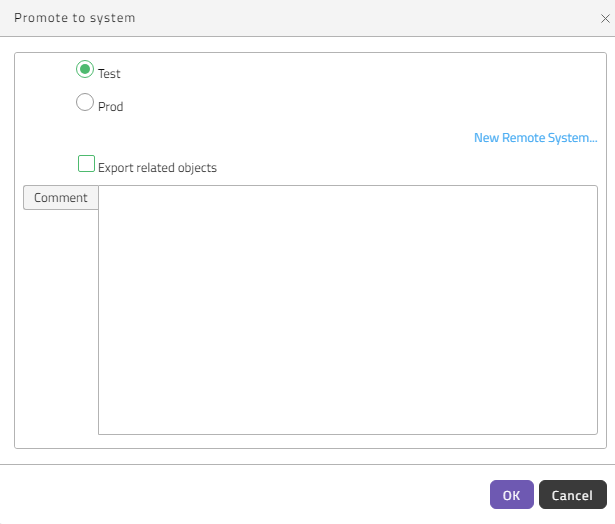 Promote to system
Test
Prod
New Remote System...
Export related objects
Comment
OK
Cancel